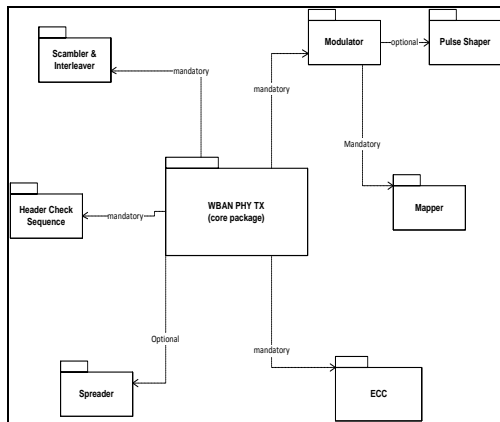 Scambler &
Interleaver
Modulator
optional
Pulse Shaper
mandatory
mandatory
Mandatory
Mapper
WBAN PHY TX
(core package)
Header Check
Sequence
mandatory
Optional
mandatory
Spreader
ECC